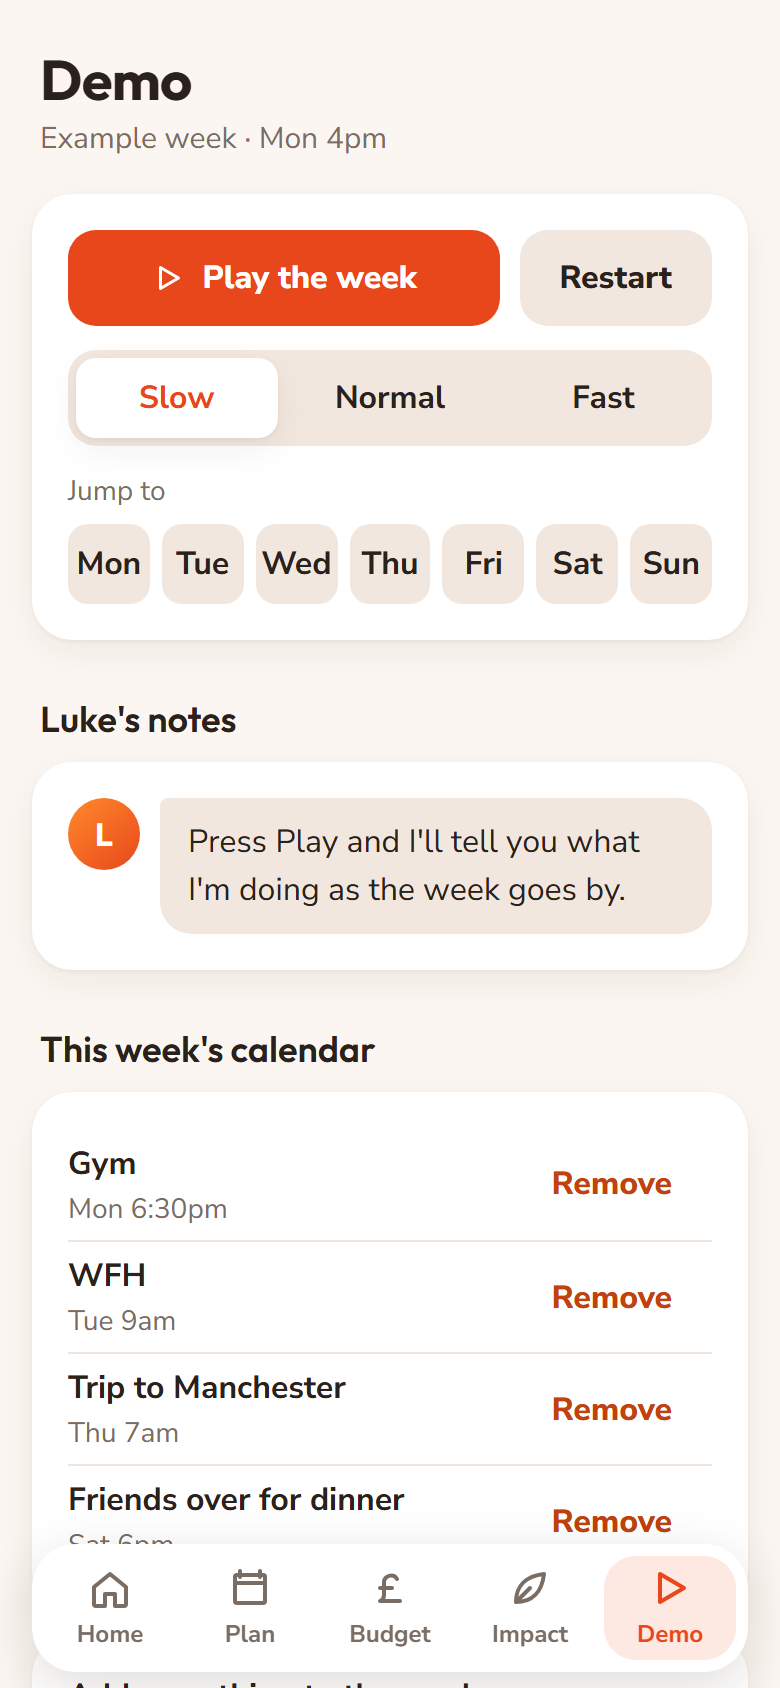 Demo
Example week · Mon 4pm
Play the week
Restart
Slow
Normal
Fast
Jump to
Mon
Tue
Wed
Thu
Fri
Sat
Sun
Luke's notes
L
Press Play and I'll tell you what
I'm doing as the week goes by.
This week's calendar
Gym
Mon 6:30pm
Remove
WFH
Tue 9am
Remove
Trip to Manchester
Thu 7am
Remove
Friends over for dinner
Sat 6pm
Remove
Home
Plan
£
Budget
Impact
Demo